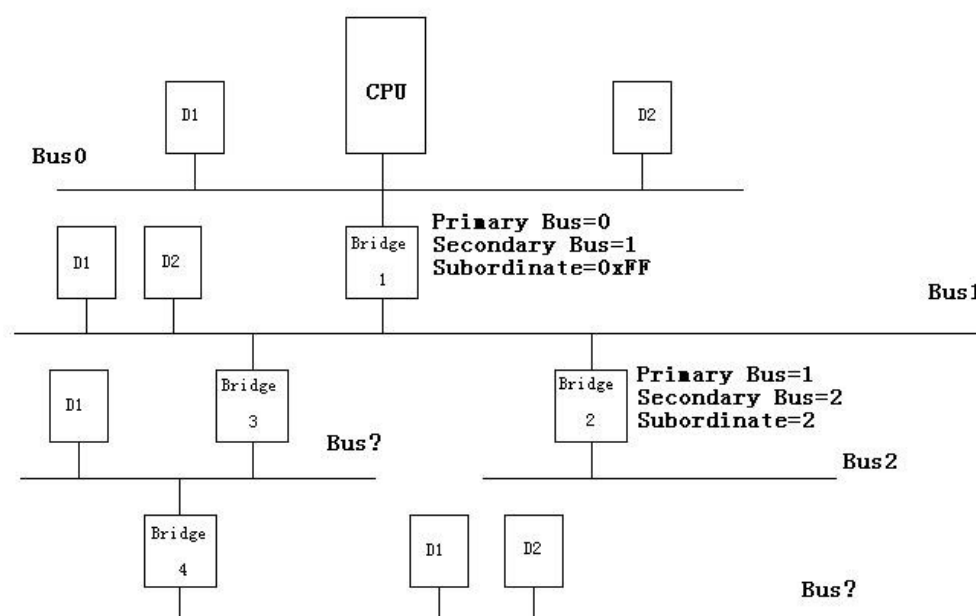 CPU
D1
D2
Bus0
Primary Bus=0
Secondary Bus=1
Subordinate=0xFF
Bridge
1
D1
D2
Bus1
Bridge
3
D1
Bus?
Bridge
2
Primary Bus=1
Secondary Bus=2
Subordinate=2
Bus2
Bridge
4
D1
D2
Bus?